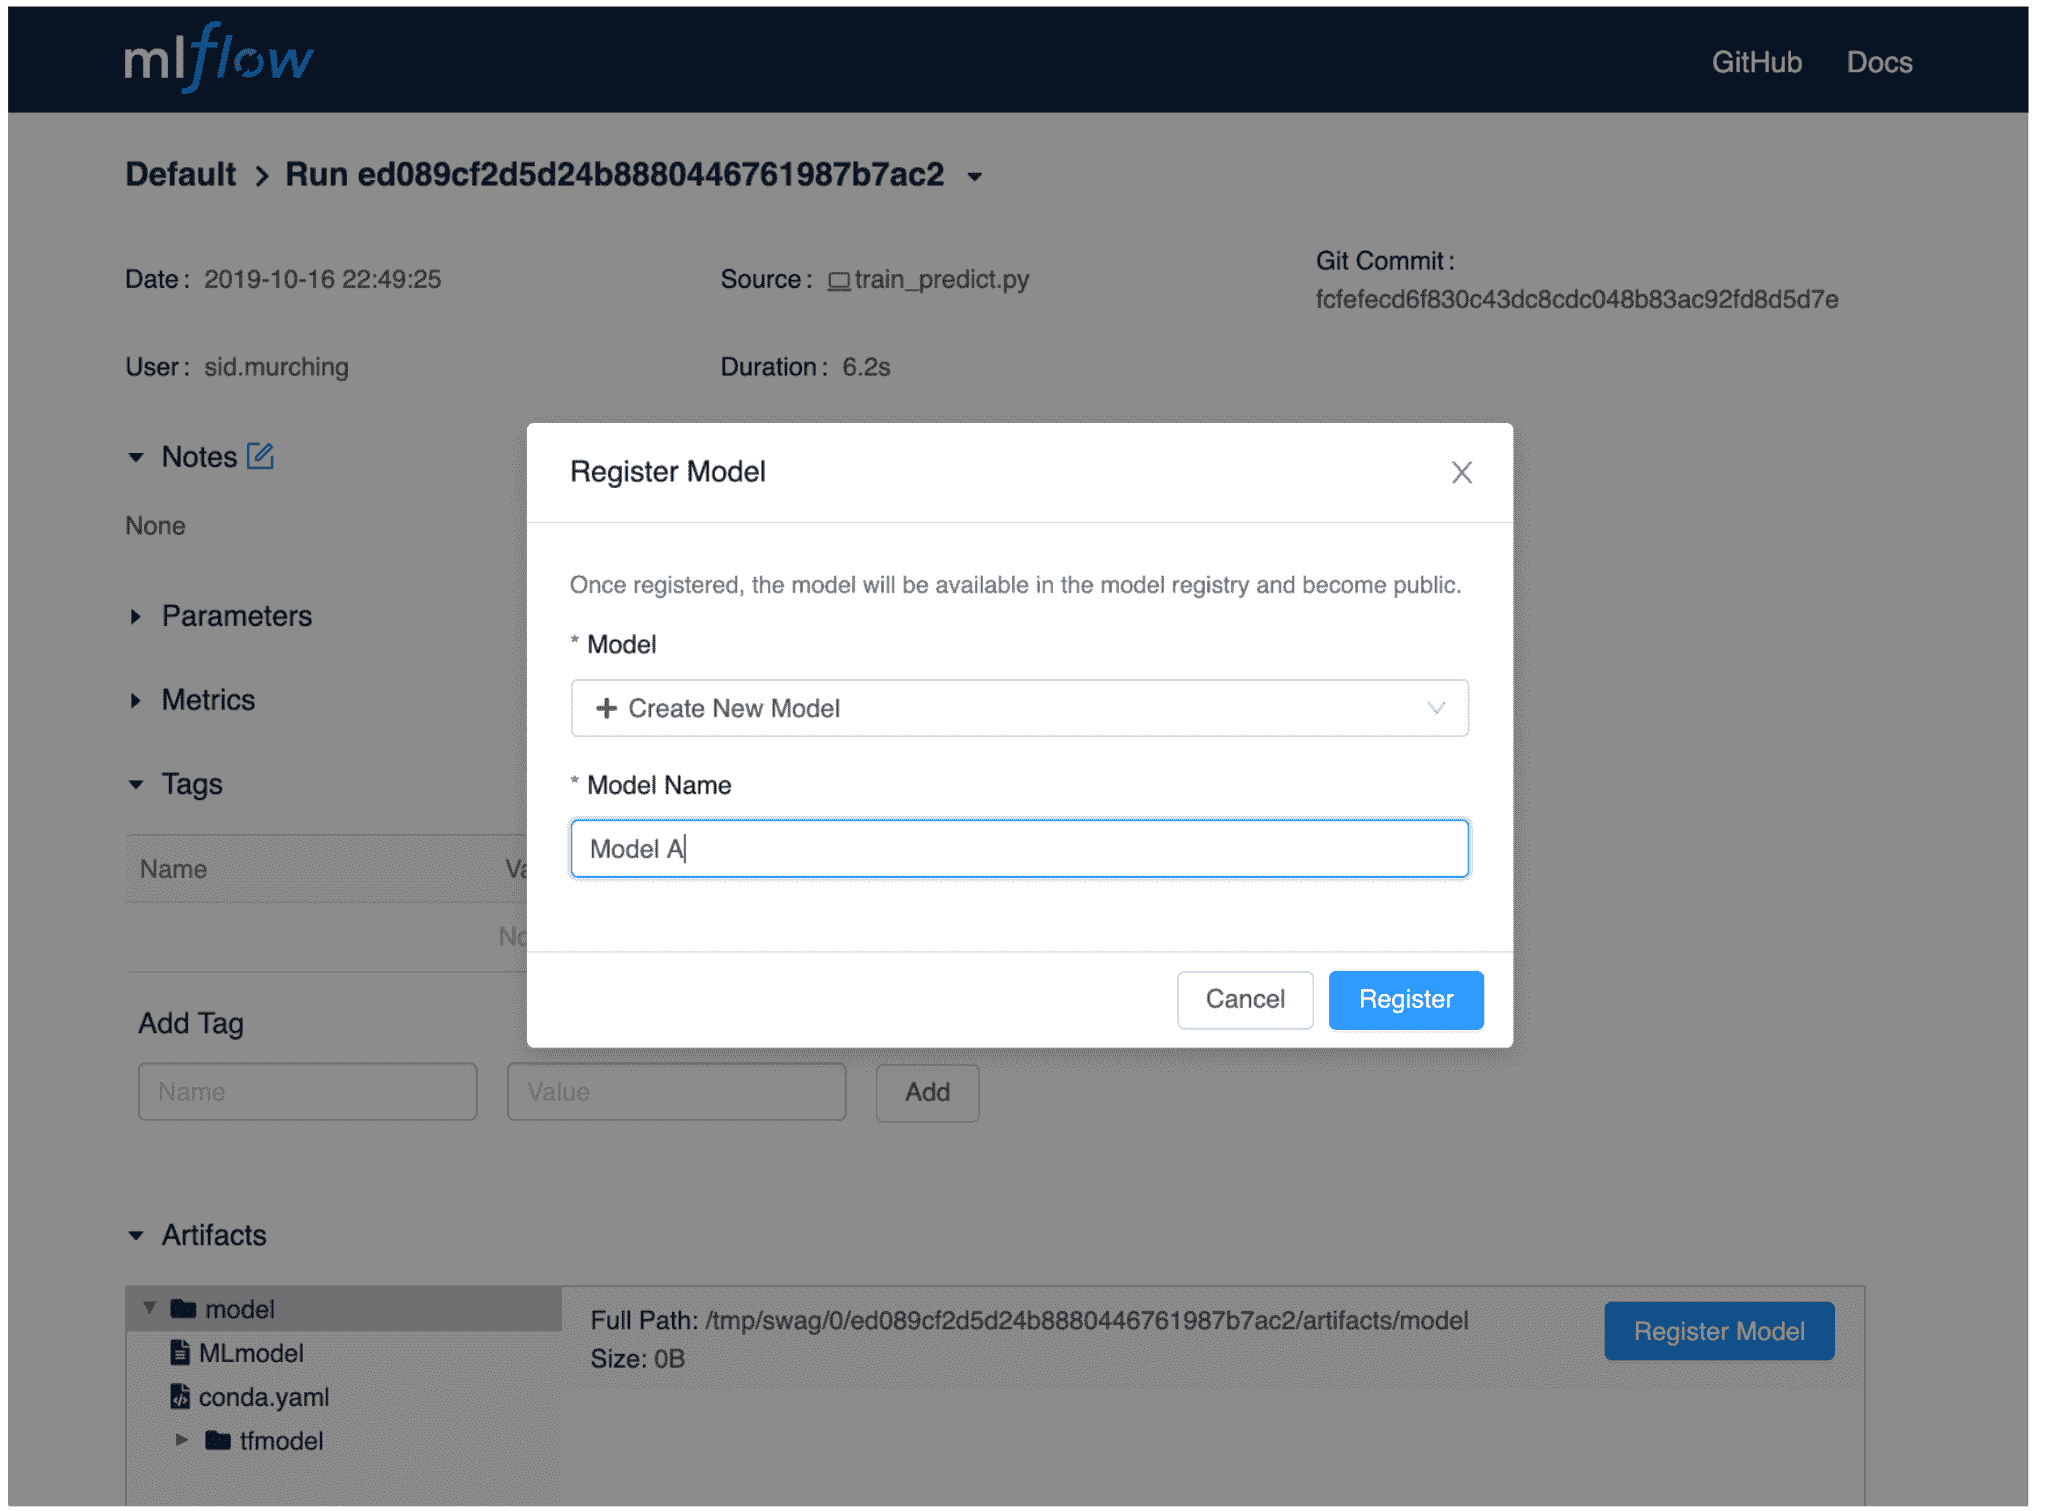 mlflow
GitHub Docs
Default > Run ed089cf2d5d24b8880446761987b7ac2
Date: 2019-10-16 22:49:25
Source: train_predict.py
Git Commit:
fcfefecd6f830c43dc8cdc048b83ac92fd8d5d7e
User: sid.murching
Duration: 6.2s
Notes
None
Parameters
Metrics
Tags
Name
Add Tag
Name Value Add
Register Model
Once registered, the model will be available in the model registry and become public.
* Model
+ Create New Model
* Model Name
Model A
Cancel Register
Artifacts
model
MLmodel
conda.yaml
tfmodel
Full Path: /tmp/swag/0/ed089cf2d5d24b8880446761987b7ac2/artifacts/model
Size: 0B
Register Model